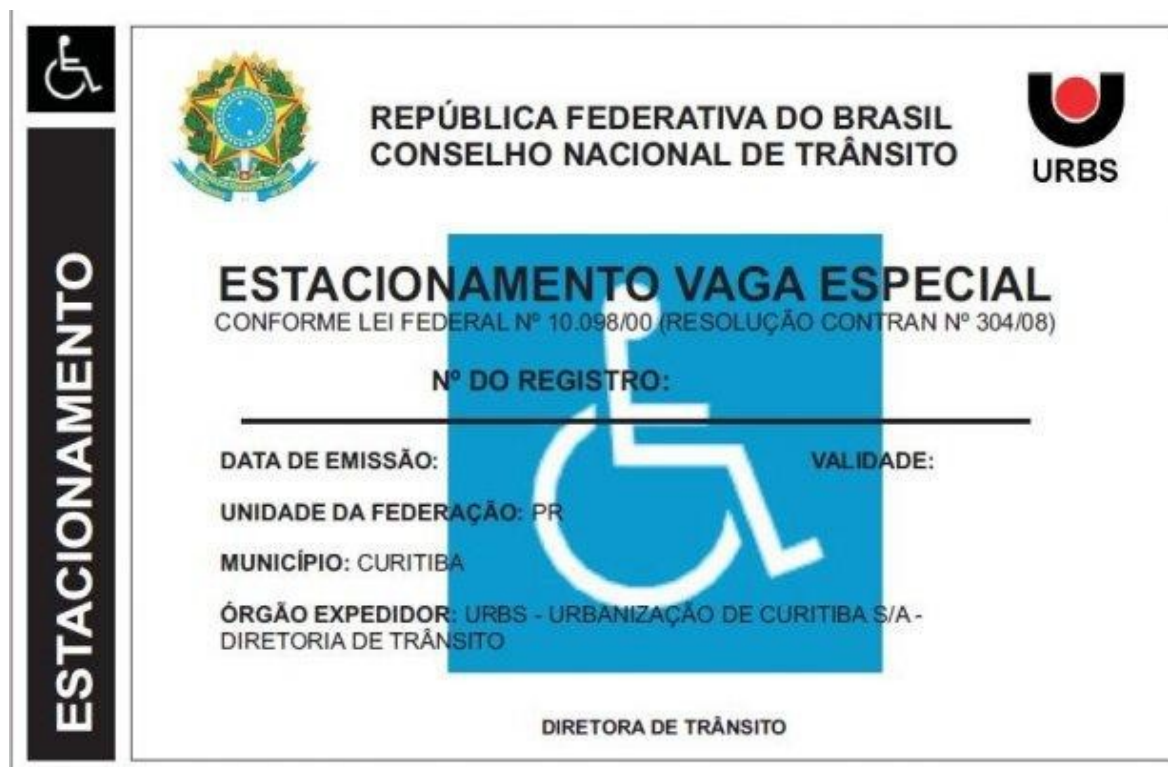 ESTACIONAMENTO
REPÚBLICA FEDERATIVA DO BRASIL
CONSELHO NACIONAL DE TRÂNSITO
URBS
ESTACIONAMENTO VAGA ESPECIAL
CONFORME LEI FEDERAL Nº 10.098/00 (RESOLUÇÃO CONTRAN Nº 304/08)
Nº DO REGISTRO:
DATA DE EMISSÃO: VALIDADE:
UNIDADE DA FEDERAÇÃO: PR
MUNICÍPIO: CURITIBA
ÓRGÃO EXPEDIDOR: URBS - URBANIZAÇÃO DE CURITIBA S/A -
DIRETORIA DE TRÂNSITO
DIRETORA DE TRÂNSITO